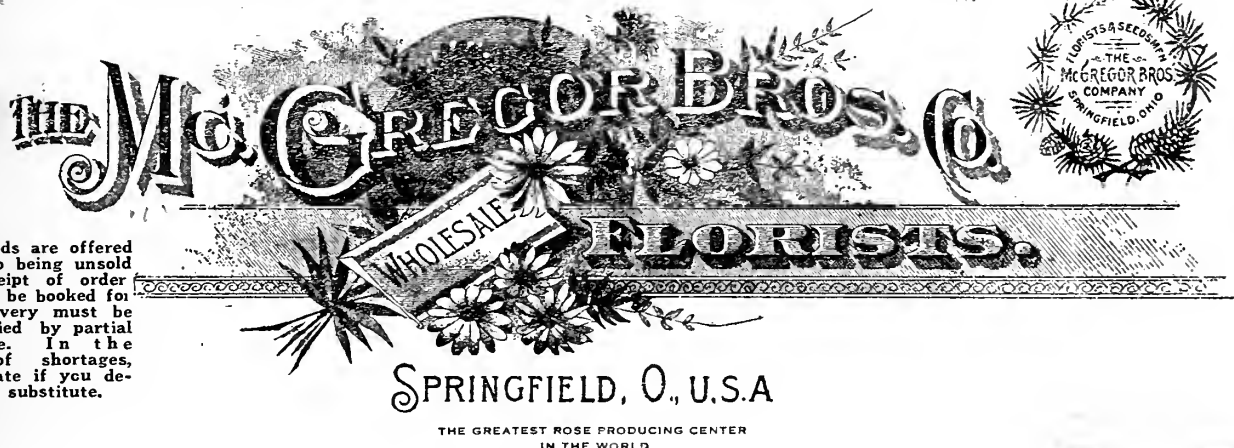 THE MC. GREGOR BROS. CO.
WHOLESALE
FLORISTS.
FLORISTS & SEEDSMEN
THE
MCGREGOR BROS
COMPANY
SPRINGFIELD, OHIO
ds are offered
being unsold
eipt of order
be booked for
very must be
ied by partial
e. In the
of shortages,
ate if you de-
substitute.
SPRINGFIELD, O., U.S.A
THE GREATEST ROSE PRODUCING CENTER
IN THE WORLD